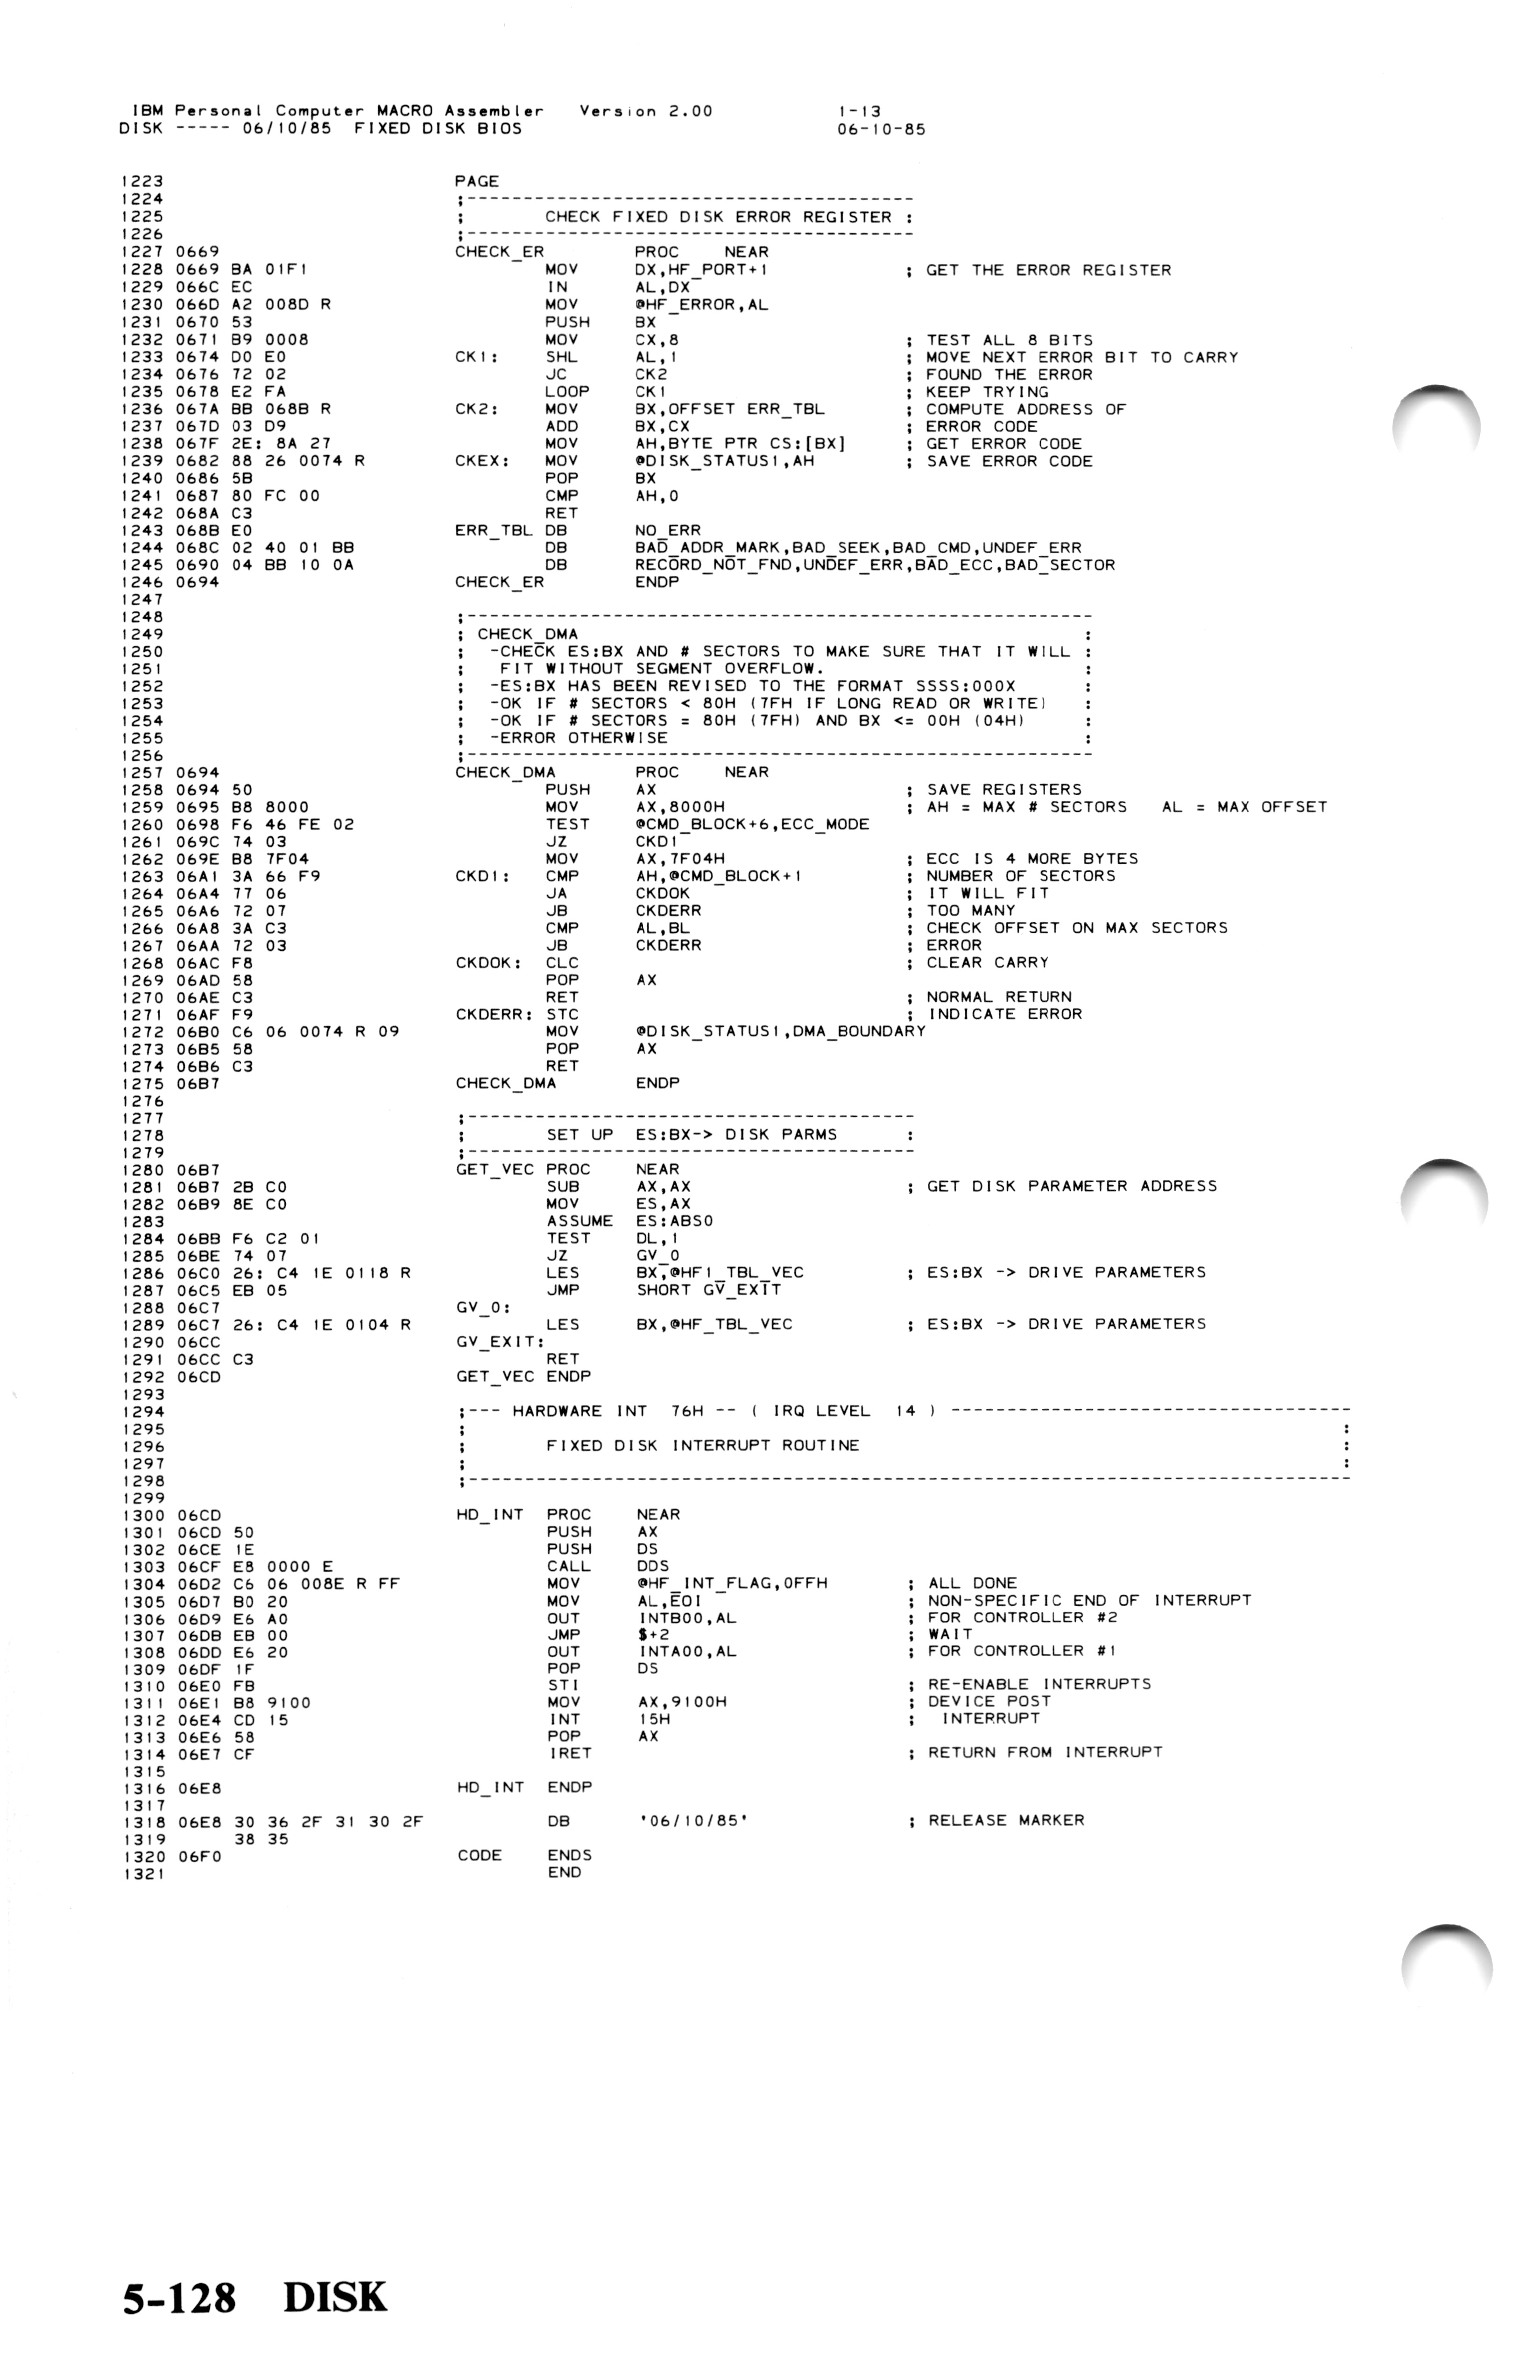 IBM Personal Computer MACRO Assembler   Version 2.00              1-13
DISK ----- 06/10/85  FIXED DISK BIOS                              06-10-85
1223                            PAGE
1224                            ;----------------------------------------
1225                            ;       CHECK FIXED DISK ERROR REGISTER :
1226                            ;----------------------------------------
1227 0669                       CHECK_ER        PROC    NEAR
1228 0669 BA 01F1                       MOV     DX,HF_PORT+1            ; GET THE ERROR REGISTER
1229 066C EC                            IN      AL,DX
1230 066D A2 008D R                     MOV     @HF_ERROR,AL
1231 0670 53                            PUSH    BX
1232 0671 B9 0008                       MOV     CX,8                    ; TEST ALL 8 BITS
1233 0674 D0 E0                 CK1:    SHL     AL,1                    ; MOVE NEXT ERROR BIT TO CARRY
1234 0676 72 02                         JC      CK2                     ; FOUND THE ERROR
1235 0678 E2 FA                         LOOP    CK1                     ; KEEP TRYING
1236 067A BB 068B R             CK2:    MOV     BX,OFFSET ERR_TBL       ; COMPUTE ADDRESS OF
1237 067D 03 D9                         ADD     BX,CX                   ; ERROR CODE
1238 067F 2E: 8A 27                     MOV     AH,BYTE PTR CS:[BX]     ; GET ERROR CODE
1239 0682 88 26 0074 R          CKEX:   MOV     @DISK_STATUS1,AH        ; SAVE ERROR CODE
1240 0686 5B                            POP     BX
1241 0687 80 FC 00                      CMP     AH,0
1242 068A C3                            RET
1243 068B E0                    ERR_TBL DB      NO_ERR
1244 068C 02 40 01 BB                   DB      BAD_ADDR_MARK,BAD_SEEK,BAD_CMD,UNDEF_ERR
1245 0690 04 BB 10 0A                   DB      RECORD_NOT_FND,UNDEF_ERR,BAD_ECC,BAD_SECTOR
1246 0694                       CHECK_ER        ENDP
1247
1248                            ;--------------------------------------------------------
1249                            ; CHECK_DMA                                             :
1250                            ;  -CHECK ES:BX AND # SECTORS TO MAKE SURE THAT IT WILL :
1251                            ;   FIT WITHOUT SEGMENT OVERFLOW.                       :
1252                            ;  -ES:BX HAS BEEN REVISED TO THE FORMAT SSSS:000X      :
1253                            ;  -OK IF # SECTORS < 80H (7FH IF LONG READ OR WRITE)   :
1254                            ;  -OK IF # SECTORS = 80H (7FH) AND BX <= 00H (04H)     :
1255                            ;  -ERROR OTHERWISE                                     :
1256                            ;--------------------------------------------------------
1257 0694                       CHECK_DMA       PROC    NEAR
1258 0694 50                            PUSH    AX                      ; SAVE REGISTERS
1259 0695 B8 8000                       MOV     AX,8000H                ; AH = MAX # SECTORS   AL = MAX OFFSET
1260 0698 F6 46 FE 02                   TEST    @CMD_BLOCK+6,ECC_MODE
1261 069C 74 03                         JZ      CKD1
1262 069E B8 7F04                       MOV     AX,7F04H                ; ECC IS 4 MORE BYTES
1263 06A1 3A 66 F9              CKD1:   CMP     AH,@CMD_BLOCK+1         ; NUMBER OF SECTORS
1264 06A4 77 06                         JA      CKDOK                   ; IT WILL FIT
1265 06A6 72 07                         JB      CKDERR                  ; TOO MANY
1266 06A8 3A C3                         CMP     AL,BL                   ; CHECK OFFSET ON MAX SECTORS
1267 06AA 72 03                         JB      CKDERR                  ; ERROR
1268 06AC F8                    CKDOK:  CLC                             ; CLEAR CARRY
1269 06AD 58                            POP     AX
1270 06AE C3                            RET                             ; NORMAL RETURN
1271 06AF F9                    CKDERR: STC                             ; INDICATE ERROR
1272 06B0 C6 06 0074 R 09               MOV     @DISK_STATUS1,DMA_BOUNDARY
1273 06B5 58                            POP     AX
1274 06B6 C3                            RET
1275 06B7                       CHECK_DMA       ENDP
1276
1277                            ;----------------------------------------
1278                            ;       SET UP  ES:BX-> DISK PARMS      :
1279                            ;----------------------------------------
1280 06B7                       GET_VEC PROC    NEAR
1281 06B7 2B C0                         SUB     AX,AX                   ; GET DISK PARAMETER ADDRESS
1282 06B9 8E C0                         MOV     ES,AX
1283                                    ASSUME  ES:ABS0
1284 06BB F6 C2 01                      TEST    DL,1
1285 06BE 74 07                         JZ      GV_0
1286 06C0 26: C4 1E 0118 R              LES     BX,@HF1_TBL_VEC         ; ES:BX -> DRIVE PARAMETERS
1287 06C5 EB 05                         JMP     SHORT GV_EXIT
1288 06C7                       GV_0:
1289 06C7 26: C4 1E 0104 R              LES     BX,@HF_TBL_VEC          ; ES:BX -> DRIVE PARAMETERS
1290 06CC                       GV_EXIT:
1291 06CC C3                            RET
1292 06CD                       GET_VEC ENDP
1293
1294                            ;--- HARDWARE INT  76H -- ( IRQ LEVEL  14 ) ------------------------------------
1295                            ;                                                                              :
1296                            ;       FIXED DISK INTERRUPT ROUTINE                                           :
1297                            ;                                                                              :
1298                            ;-------------------------------------------------------------------------------
1299
1300 06CD                       HD_INT  PROC    NEAR
1301 06CD 50                            PUSH    AX
1302 06CE 1E                            PUSH    DS
1303 06CF E8 0000 E                     CALL    DDS
1304 06D2 C6 06 008E R FF               MOV     @HF_INT_FLAG,0FFH       ; ALL DONE
1305 06D7 B0 20                         MOV     AL,EOI                  ; NON-SPECIFIC END OF INTERRUPT
1306 06D9 E6 A0                         OUT     INTB00,AL               ; FOR CONTROLLER #2
1307 06DB EB 00                         JMP     $+2                     ; WAIT
1308 06DD E6 20                         OUT     INTA00,AL               ; FOR CONTROLLER #1
1309 06DF 1F                            POP     DS
1310 06E0 FB                            STI                             ; RE-ENABLE INTERRUPTS
1311 06E1 B8 9100                       MOV     AX,9100H                ; DEVICE POST
1312 06E4 CD 15                         INT     15H                     ;  INTERRUPT
1313 06E6 58                            POP     AX
1314 06E7 CF                            IRET                            ; RETURN FROM INTERRUPT
1315
1316 06E8                       HD_INT  ENDP
1317
1318 06E8 30 36 2F 31 30 2F             DB      '06/10/85'              ; RELEASE MARKER
1319      38 35
1320 06F0                       CODE    ENDS
1321                                    END
5-128   DISK